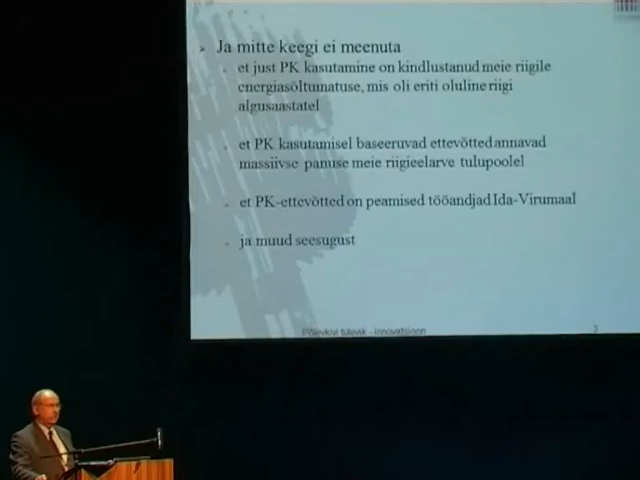 Ja mitte keegi ei meenuta
et just PK kasutamine on kindlustanud meie riigile
energiasõltumatuse, mis oli eriti oluline riigi
algusaastatel
et PK kasutamisel baseeruvad ettevõtted annavad
massiivse panuse meie riigieelarve tulupoolel
et PK-ettevõtted on peamised tööandjad Ida-Virumaal
ja muud seesugust
Põlevkivi tulevik - innovatsioon
3